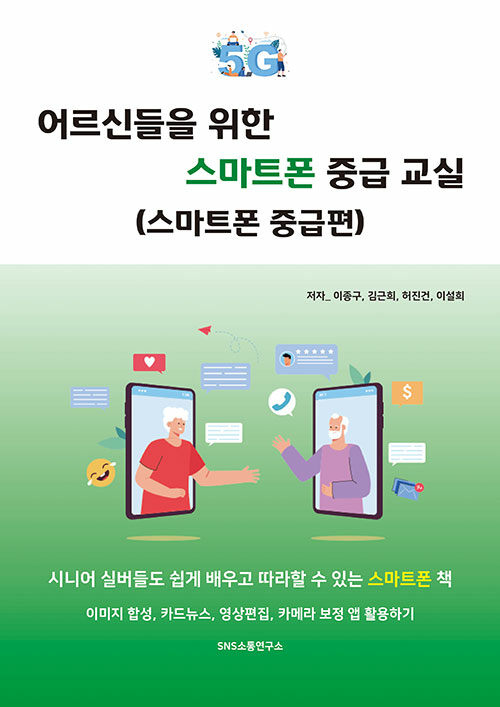 5G
어르신들을 위한
스마트폰 중급 교실
(스마트폰 중급편)
저자_ 이종구, 김근희, 허진건, 이설희
$
시니어 실버들도 쉽게 배우고 따라할 수 있는 스마트폰 책
이미지 합성, 카드뉴스, 영상편집, 카메라 보정 앱 활용하기
SNS소통연구소